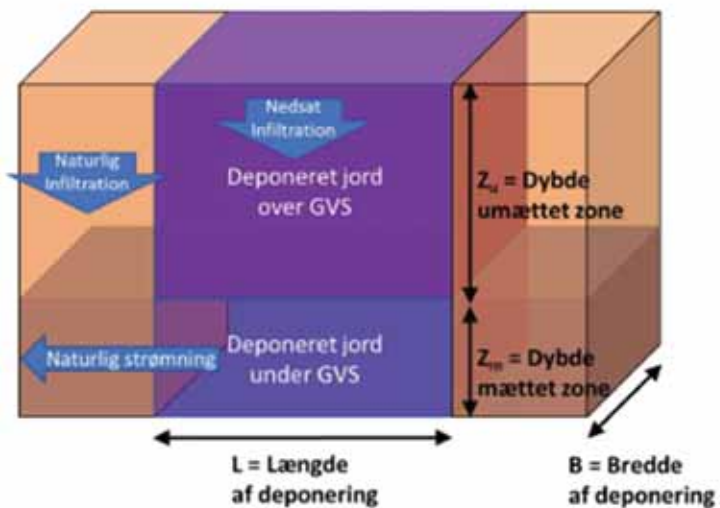 Nedsat
Infiltration
Naturlig
Infiltration
Deponeret jord
over GVS
Zu = Dybde
umættet zone
Naturlig strømning
Deponeret jord
under GVS
Zm = Dybde
mættet zone
L = Længde
af deponering
B = Bredde
af deponering